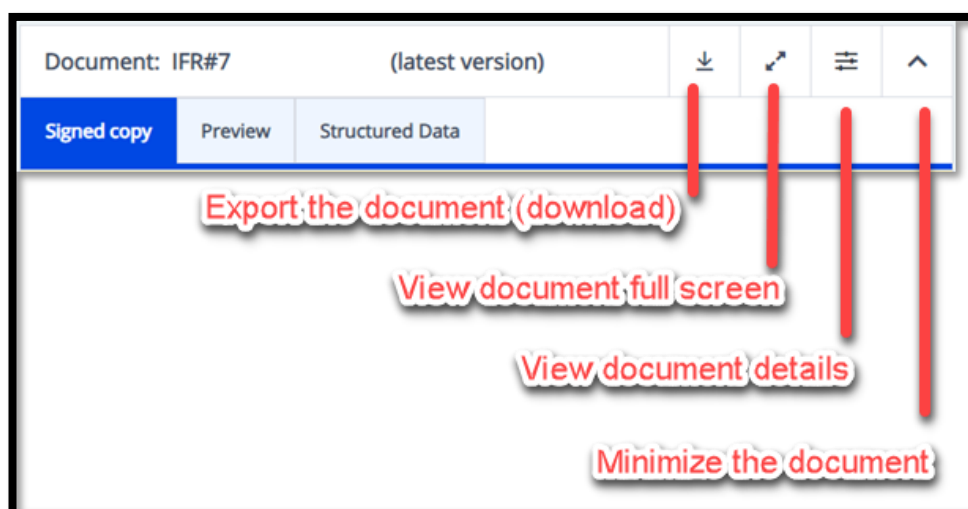 Document: IFR#7 (latest version)
Signed copy Preview Structured Data
Export the document (download)
View document full screen
View document details
Minimize the document